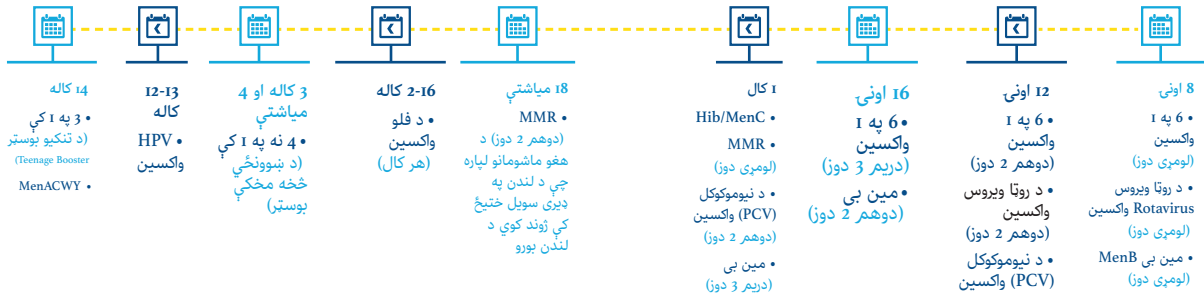 8 اونۍ
• 6 په 1
واکسین
(لومړی دوز)
• د روټا ویروس
Rotavirus واکسین
(لومړی دوز)
• مین بی MenB
(لومړی دوز)
12 اونۍ
• 6 په 1
واکسین
(دوهم 2 دوز)
• د روټا ویروس
واکسین
(دوهم 2 دوز)
• د نیوموکوکل
(PCV) واکسین
16 اونۍ
• 6 په 1
واکسین
(دریم 3 دوز)
• مین بی
(دوهم 2 دوز)
1 کال
• Hib/MenC
• MMR
(لومړی دوز)
• د نیوموکوکل
(PCV) واکسین
(دوهم 2 دوز)
• مین بی
(دریم 3 دوز)
18 میاشتې
• MMR
(دوهم 2 دوز) د
هغو ماشومانو لپاره
چې د لندن په
ډیری سویل ختیځ
کې ژوند کوي د
لندن بورو
2-16 کاله
• د فلو
واکسین
(هر کال)
3 کاله او 4
میاشتې
• 4 نه په 1 کې
(د ښوونځي
څخه مخکې
بوسټر)
12-13
کاله
• HPV
واکسین
14 کاله
• 3 په 1 کې
(د تنکیو بوسټر
Teenage Booster)
• MenACWY